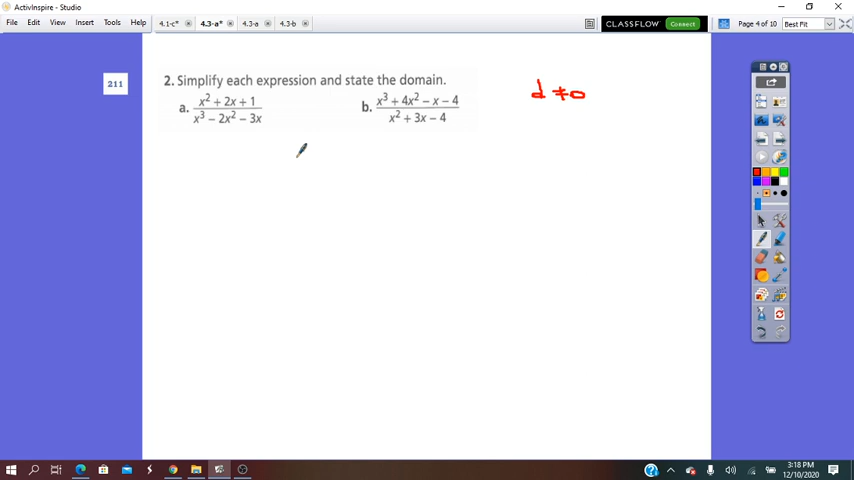 ActivInspire - Studio
File Edit View Insert Tools Help 4.1-c* 4.3-a* 4.3-a 4.3-b CLASSFLOW Connect Page 4 of 10 Best Fit
211
2. Simplify each expression and state the domain. d ≠ 0
a. (x² + 2x + 1)/(x³ − 2x² − 3x) b. (x³ + 4x² − x − 4)/(x² + 3x − 4)
3:18 PM
12/10/2020